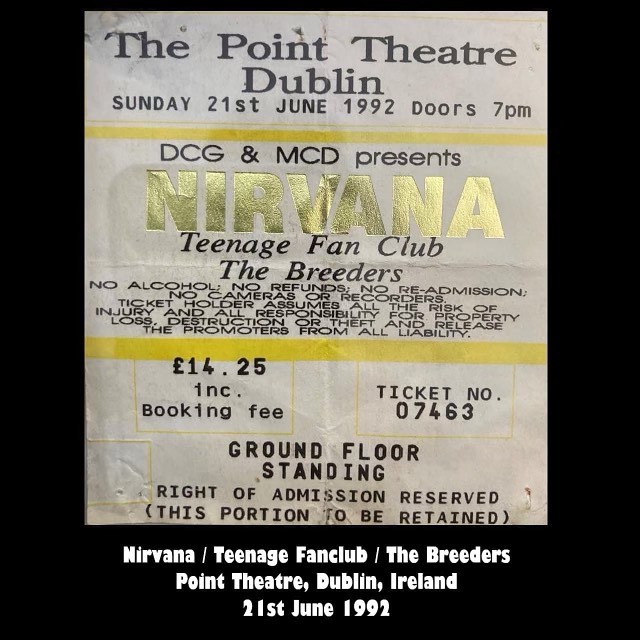 The Point Theatre
Dublin
SUNDAY 21st JUNE 1992 Doors 7pm
DCG & MCD presents
NIRVANA
Teenage Fan Club
The Breeders
NO ALCOHOL; NO REFUNDS; NO RE-ADMISSION;
NO CAMERAS OR RECORDERS.
TICKET HOLDER ASSUMES ALL THE RISK OF
INJURY AND ALL RESPONSIBILITY FOR PROPERTY
LOSS, DESTRUCTION OR THEFT AND RELEASE
THE PROMOTERS FROM ALL LIABILITY.
£14.25
inc.
Booking fee
TICKET NO.
07463
GROUND FLOOR
STANDING
RIGHT OF ADMISSION RESERVED
(THIS PORTION TO BE RETAINED)
Nirvana / Teenage Fanclub / The Breeders
Point Theatre, Dublin, Ireland
21st June 1992